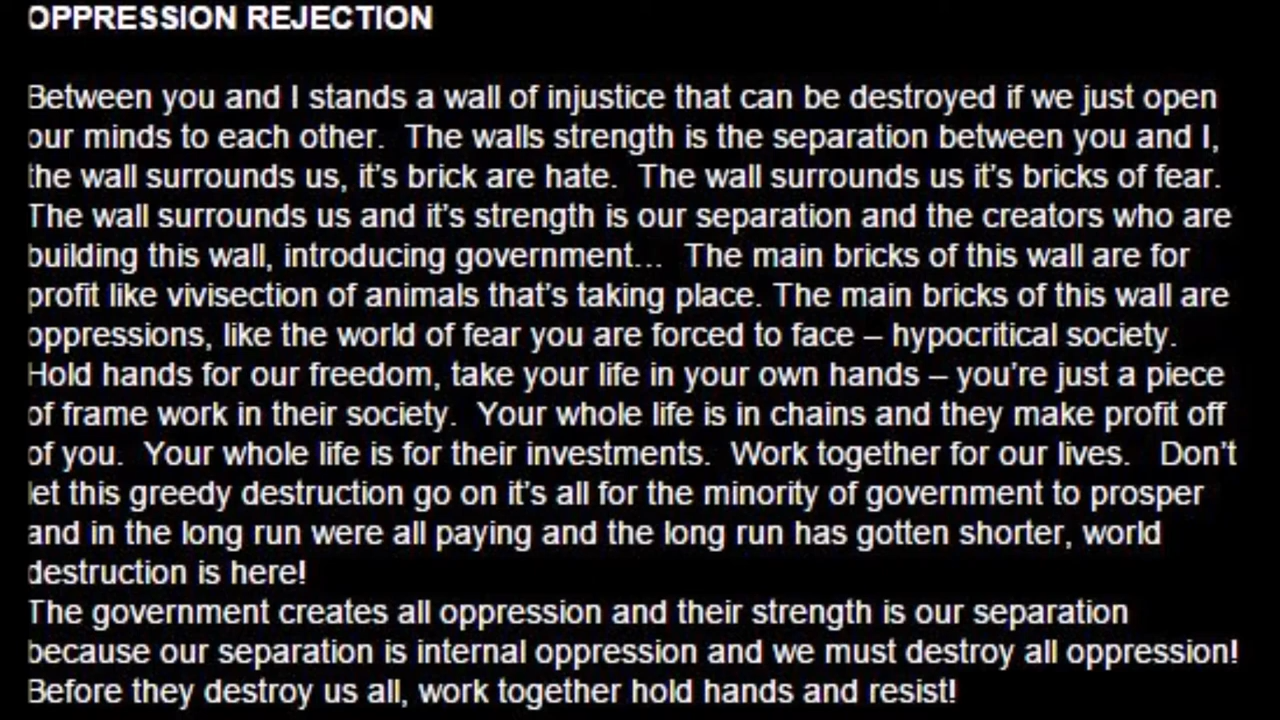 OPPRESSION REJECTION
Between you and I stands a wall of injustice that can be destroyed if we just open
our minds to each other.  The walls strength is the separation between you and I,
the wall surrounds us, it's brick are hate.  The wall surrounds us it's bricks of fear.
The wall surrounds us and it's strength is our separation and the creators who are
building this wall, introducing government...  The main bricks of this wall are for
profit like vivisection of animals that's taking place. The main bricks of this wall are
oppressions, like the world of fear you are forced to face – hypocritical society.
Hold hands for our freedom, take your life in your own hands – you're just a piece
of frame work in their society.  Your whole life is in chains and they make profit off
of you.  Your whole life is for their investments.  Work together for our lives.   Don't
let this greedy destruction go on it's all for the minority of government to prosper
and in the long run were all paying and the long run has gotten shorter, world
destruction is here!
The government creates all oppression and their strength is our separation
because our separation is internal oppression and we must destroy all oppression!
Before they destroy us all, work together hold hands and resist!